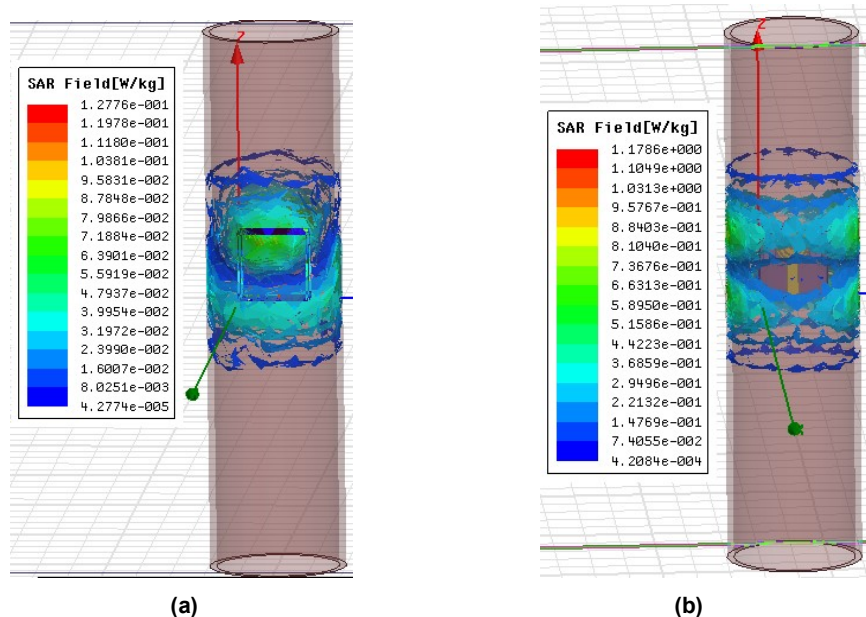 SAR Field[W/kg]
1.2776e-001
1.1978e-001
1.1180e-001
1.0381e-001
9.5831e-002
8.7848e-002
7.9866e-002
7.1884e-002
6.3901e-002
5.5919e-002
4.7937e-002
3.9954e-002
3.1972e-002
2.3990e-002
1.6007e-002
8.0251e-003
4.2774e-005
Z
(a)
SAR Field[W/kg]
1.1786e+000
1.1049e+000
1.0313e+000
9.5767e-001
8.8403e-001
8.1040e-001
7.3676e-001
6.6313e-001
5.8950e-001
5.1586e-001
4.4223e-001
3.6859e-001
2.9496e-001
2.2132e-001
1.4769e-001
7.4055e-002
4.2084e-004
Z
(b)